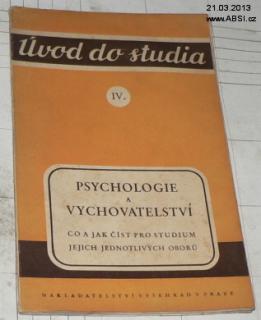 21.03.2013
www.ABSi.cz
Úvod do studia
IV.
PSYCHOLOGIE
A
VYCHOVATELSTVÍ
CO A JAK ČÍST PRO STUDIUM
JEJICH JEDNOTLIVÝCH OBORŮ
NAKLADATELSTVÍ VYŠEHRAD V PRAZE